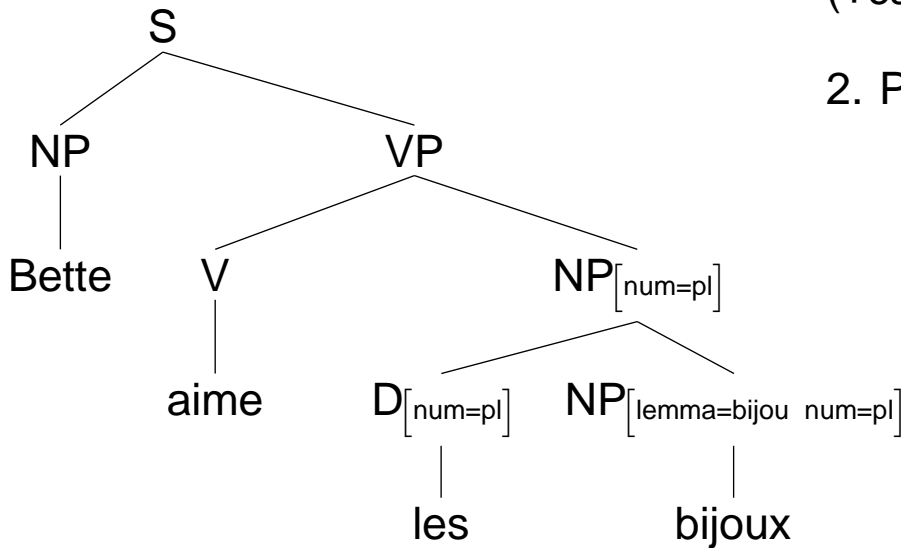 S
2. P
NP VP
Bette V NP[num=pl]
aime D[num=pl] NP[lemma=bijou num=pl]
les bijoux